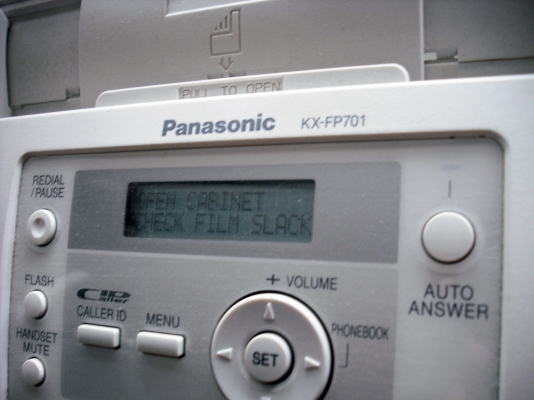 PULL TO OPEN
Panasonic KX-FP701
REDIAL
/PAUSE
OPEN CABINET
CHECK FILM SLACK
FLASH
+ VOLUME
AUTO
ANSWER
CIDcaller
CALLER ID
MENU
PHONEBOOK
HANDSET
MUTE
SET